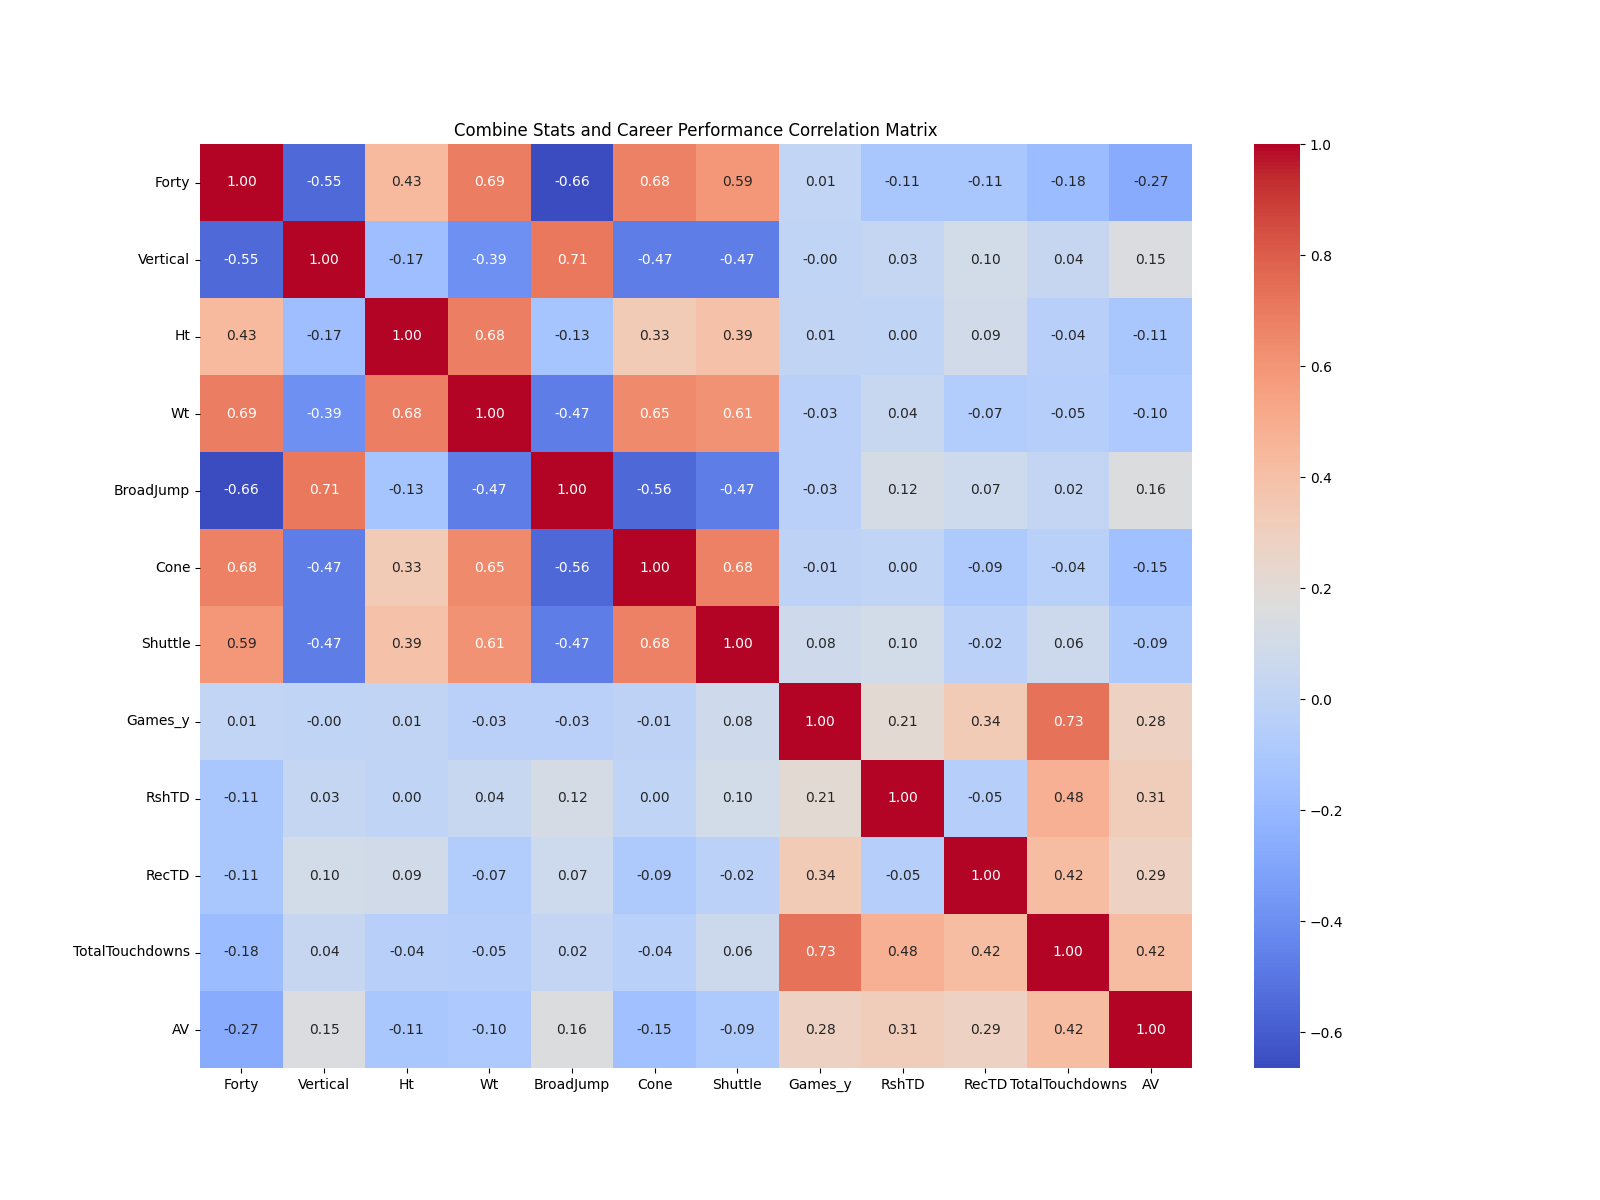 Combine Stats and Career Performance Correlation Matrix
Forty 1.00 -0.55 0.43 0.69 -0.66 0.68 0.59 0.01 -0.11 -0.11 -0.18 -0.27
Vertical -0.55 1.00 -0.17 -0.39 0.71 -0.47 -0.47 -0.00 0.03 0.10 0.04 0.15
Ht 0.43 -0.17 1.00 0.68 -0.13 0.33 0.39 0.01 0.00 0.09 -0.04 -0.11
Wt 0.69 -0.39 0.68 1.00 -0.47 0.65 0.61 -0.03 0.04 -0.07 -0.05 -0.10
BroadJump -0.66 0.71 -0.13 -0.47 1.00 -0.56 -0.47 -0.03 0.12 0.07 0.02 0.16
Cone 0.68 -0.47 0.33 0.65 -0.56 1.00 0.68 -0.01 0.00 -0.09 -0.04 -0.15
Shuttle 0.59 -0.47 0.39 0.61 -0.47 0.68 1.00 0.08 0.10 -0.02 0.06 -0.09
Games_y 0.01 -0.00 0.01 -0.03 -0.03 -0.01 0.08 1.00 0.21 0.34 0.73 0.28
RshTD -0.11 0.03 0.00 0.04 0.12 0.00 0.10 0.21 1.00 -0.05 0.48 0.31
RecTD -0.11 0.10 0.09 -0.07 0.07 -0.09 -0.02 0.34 -0.05 1.00 0.42 0.29
TotalTouchdowns -0.18 0.04 -0.04 -0.05 0.02 -0.04 0.06 0.73 0.48 0.42 1.00 0.42
AV -0.27 0.15 -0.11 -0.10 0.16 -0.15 -0.09 0.28 0.31 0.29 0.42 1.00
Forty Vertical Ht Wt BroadJump Cone Shuttle Games_y RshTD RecTD TotalTouchdowns AV
1.0
0.8
0.6
0.4
0.2
0.0
−0.2
−0.4
−0.6